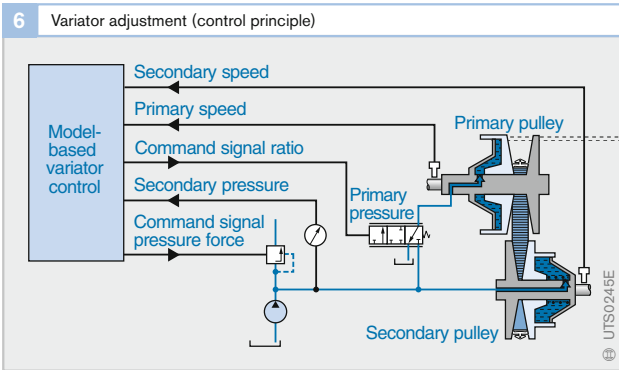 6 Variator adjustment (control principle)
Secondary speed
Primary speed
Command signal ratio
Secondary pressure
Command signal
pressure force
Model-
based
variator
control
Primary
pressure
Primary pulley
Secondary pulley
UTS0245E